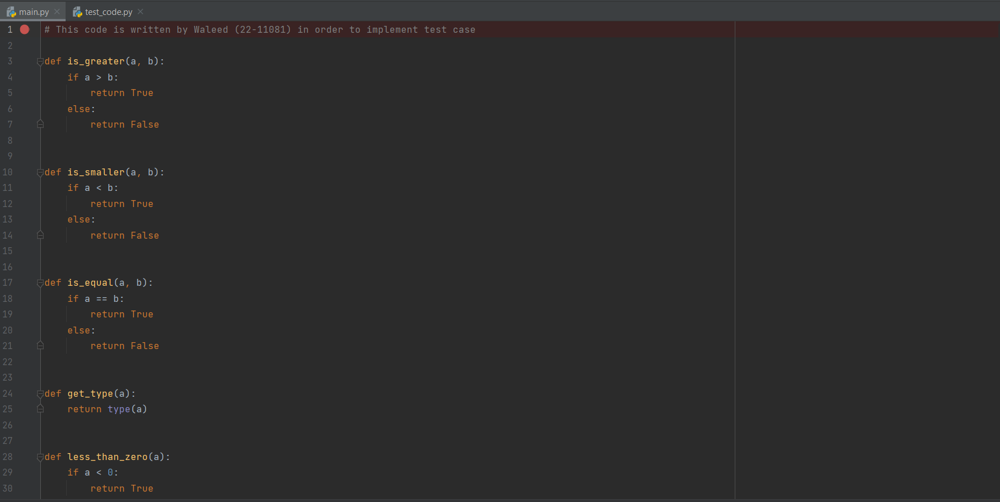 main.py test_code.py
1 # This code is written by Waleed (22-11081) in order to implement test case
2
3 def is_greater(a, b):
4     if a > b:
5         return True
6     else:
7         return False
8
9
10 def is_smaller(a, b):
11     if a < b:
12         return True
13     else:
14         return False
15
16
17 def is_equal(a, b):
18     if a == b:
19         return True
20     else:
21         return False
22
23
24 def get_type(a):
25     return type(a)
26
27
28 def less_than_zero(a):
29     if a < 0:
30         return True